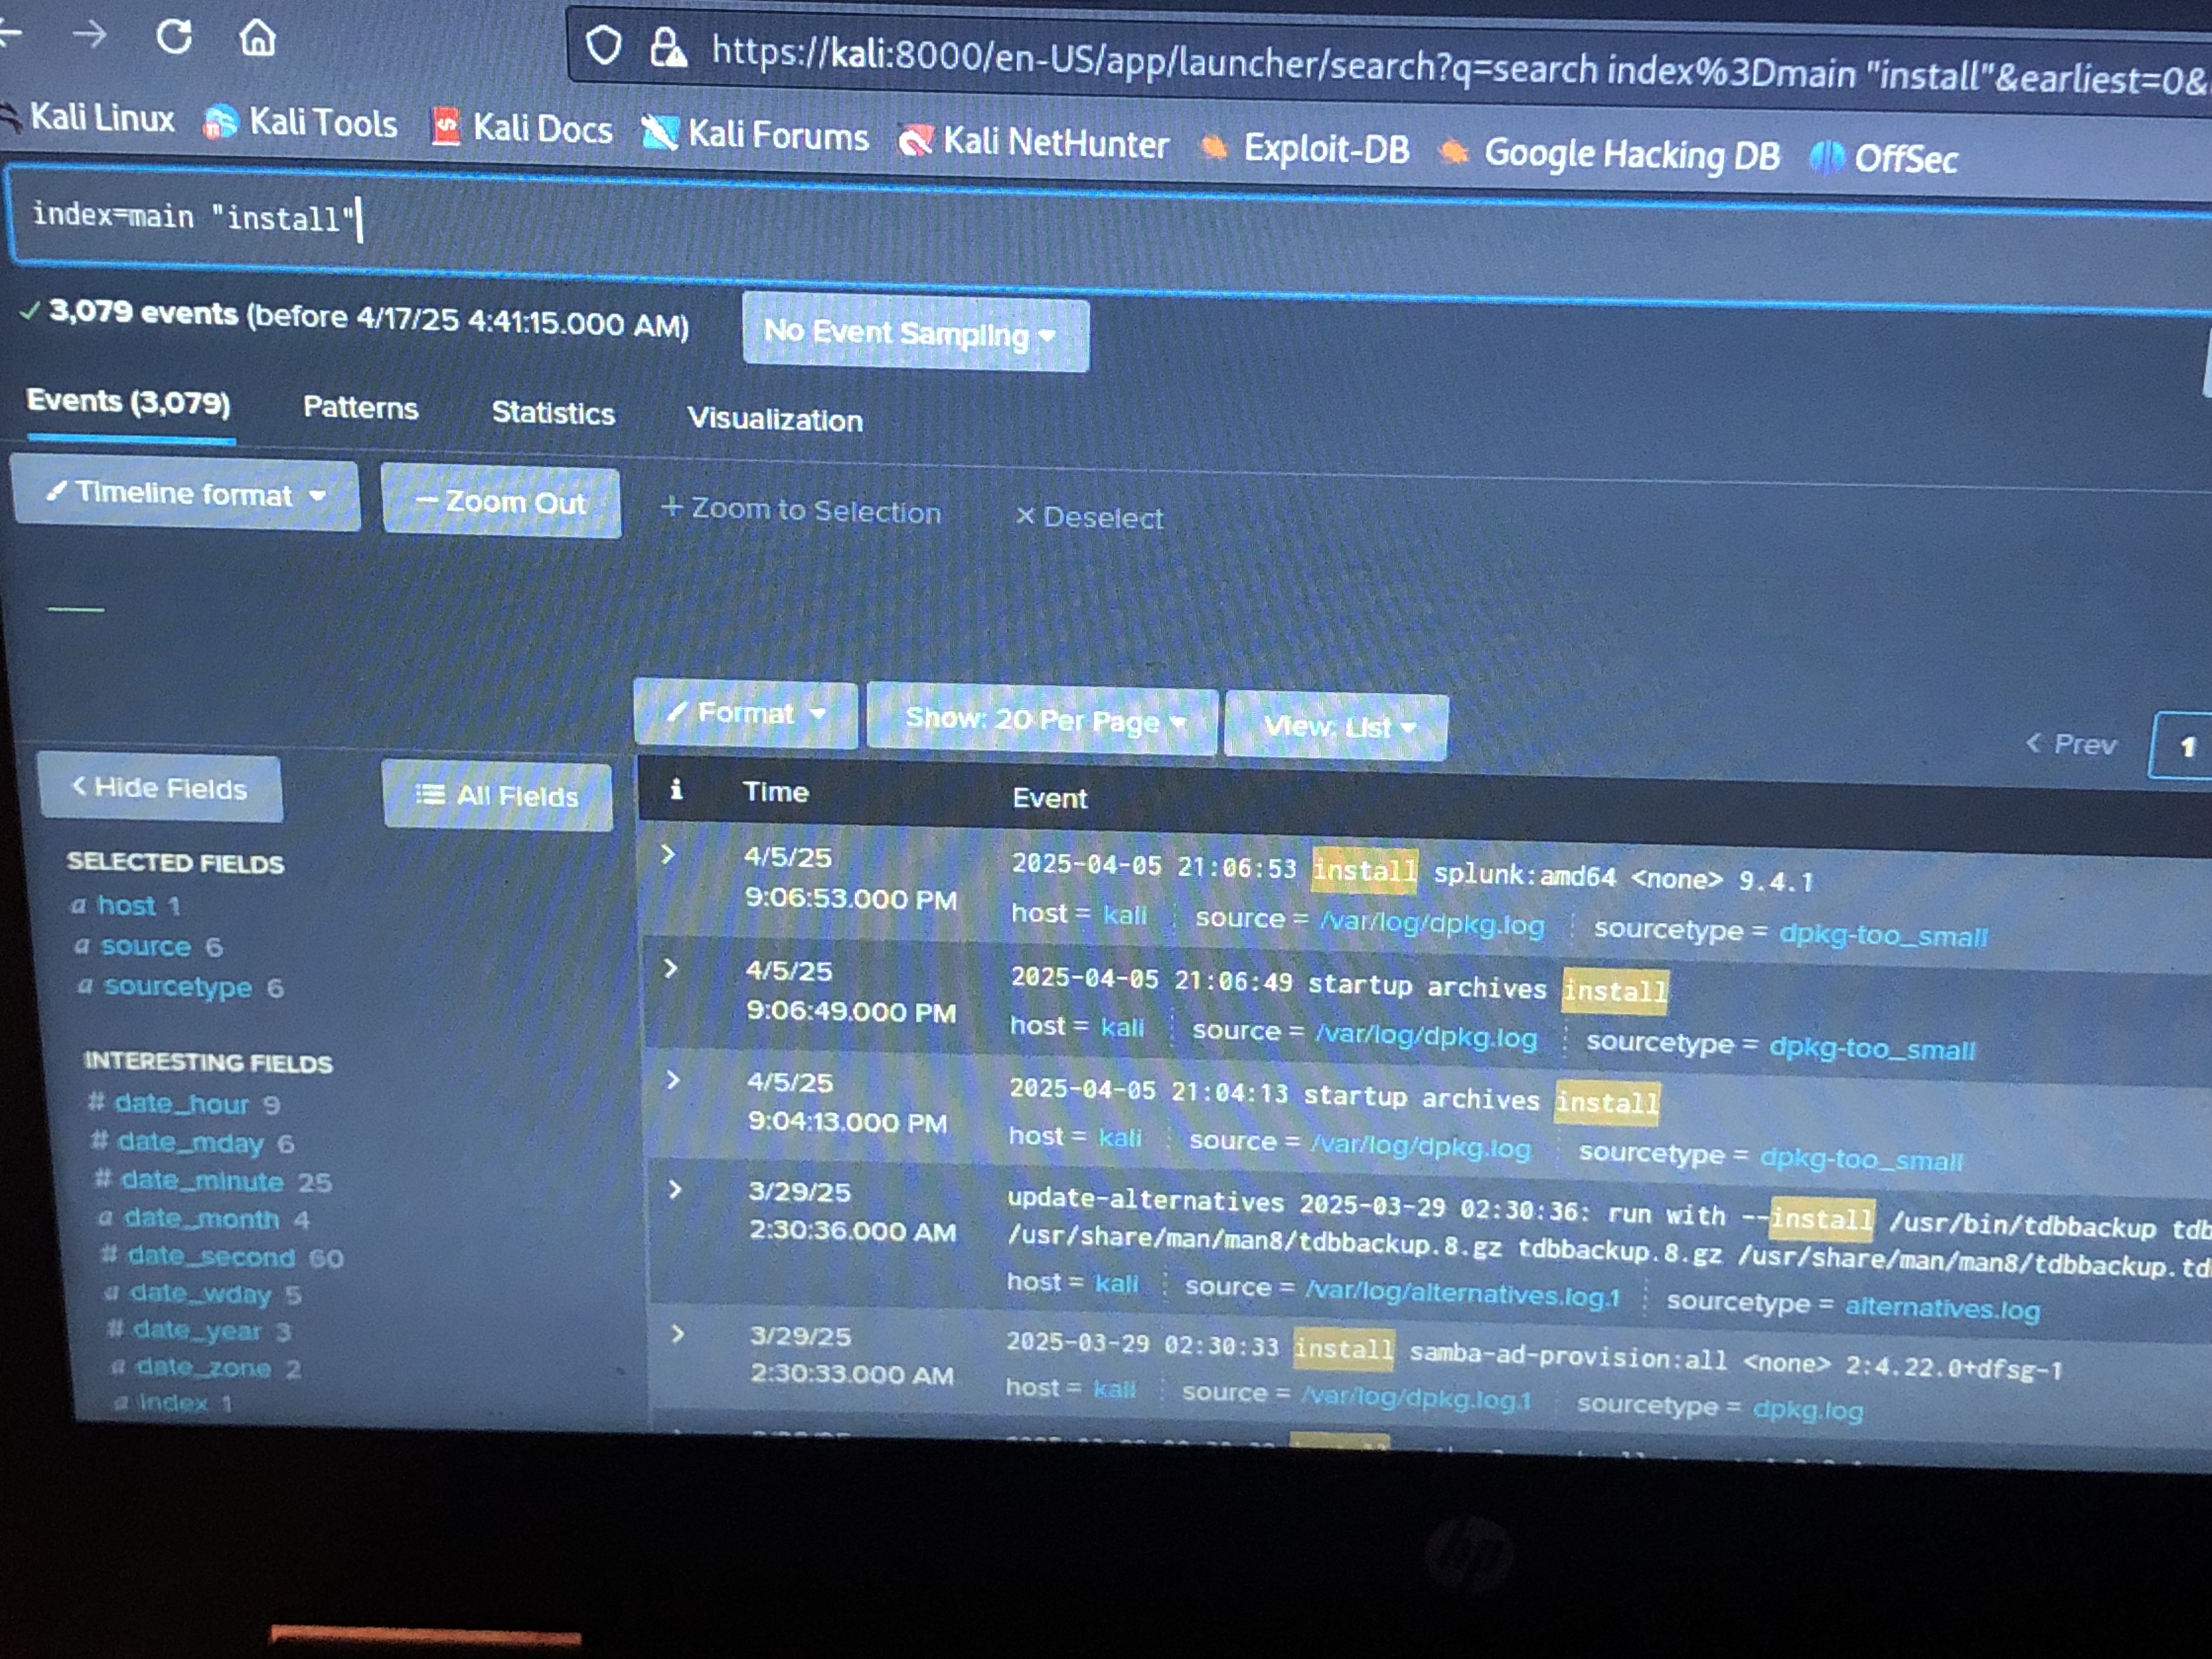 https://kali:8000/en-US/app/launcher/search?q=search index%3Dmain "install"&earliest=0&
Kali Linux Kali Tools Kali Docs Kali Forums Kali NetHunter Exploit-DB Google Hacking DB OffSec
index=main "install"
✓ 3,079 events (before 4/17/25 4:41:15.000 AM) No Event Sampling
Events (3,079) Patterns Statistics Visualization
Timeline format — Zoom Out + Zoom to Selection × Deselect
Format Show: 20 Per Page View: List
< Prev 1
< Hide Fields All Fields
i Time Event
SELECTED FIELDS
a host 1
a source 6
a sourcetype 6
INTERESTING FIELDS
# date_hour 9
# date_mday 6
# date_minute 25
a date_month 4
# date_second 60
a date_wday 5
# date_year 3
a date_zone 2
a index 1
> 4/5/25
9:06:53.000 PM
2025-04-05 21:06:53 install splunk:amd64 <none> 9.4.1
host = kali source = /var/log/dpkg.log sourcetype = dpkg-too_small
> 4/5/25
9:06:49.000 PM
2025-04-05 21:06:49 startup archives install
host = kali source = /var/log/dpkg.log sourcetype = dpkg-too_small
> 4/5/25
9:04:13.000 PM
2025-04-05 21:04:13 startup archives install
host = kali source = /var/log/dpkg.log sourcetype = dpkg-too_small
> 3/29/25
2:30:36.000 AM
update-alternatives 2025-03-29 02:30:36: run with --install /usr/bin/tdbbackup tdb
/usr/share/man/man8/tdbbackup.8.gz tdbbackup.8.gz /usr/share/man/man8/tdbbackup.td
host = kali source = /var/log/alternatives.log.1 sourcetype = alternatives.log
> 3/29/25
2:30:33.000 AM
2025-03-29 02:30:33 install samba-ad-provision:all <none> 2:4.22.0+dfsg-1
host = kali source = /var/log/dpkg.log.1 sourcetype = dpkg.log
hp